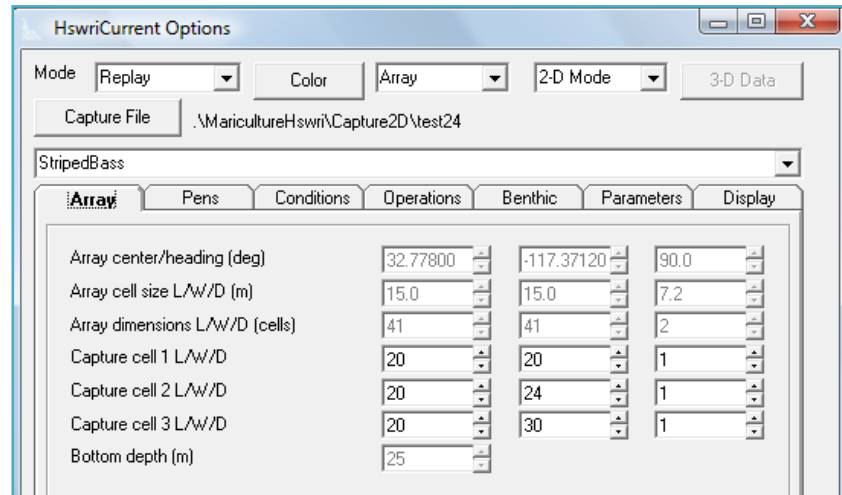 HswriCurrent Options
Mode Replay Color Array 2-D Mode 3-D Data
Capture File .\MaricultureHswri\Capture2D\test24
StripedBass
Array Pens Conditions Operations Benthic Parameters Display
Array center/heading (deg) 32.77800 -117.37120 90.0
Array cell size L/W/D (m) 15.0 15.0 7.2
Array dimensions L/W/D (cells) 41 41 2
Capture cell 1 L/W/D 20 20 1
Capture cell 2 L/W/D 20 24 1
Capture cell 3 L/W/D 20 30 1
Bottom depth (m) 25